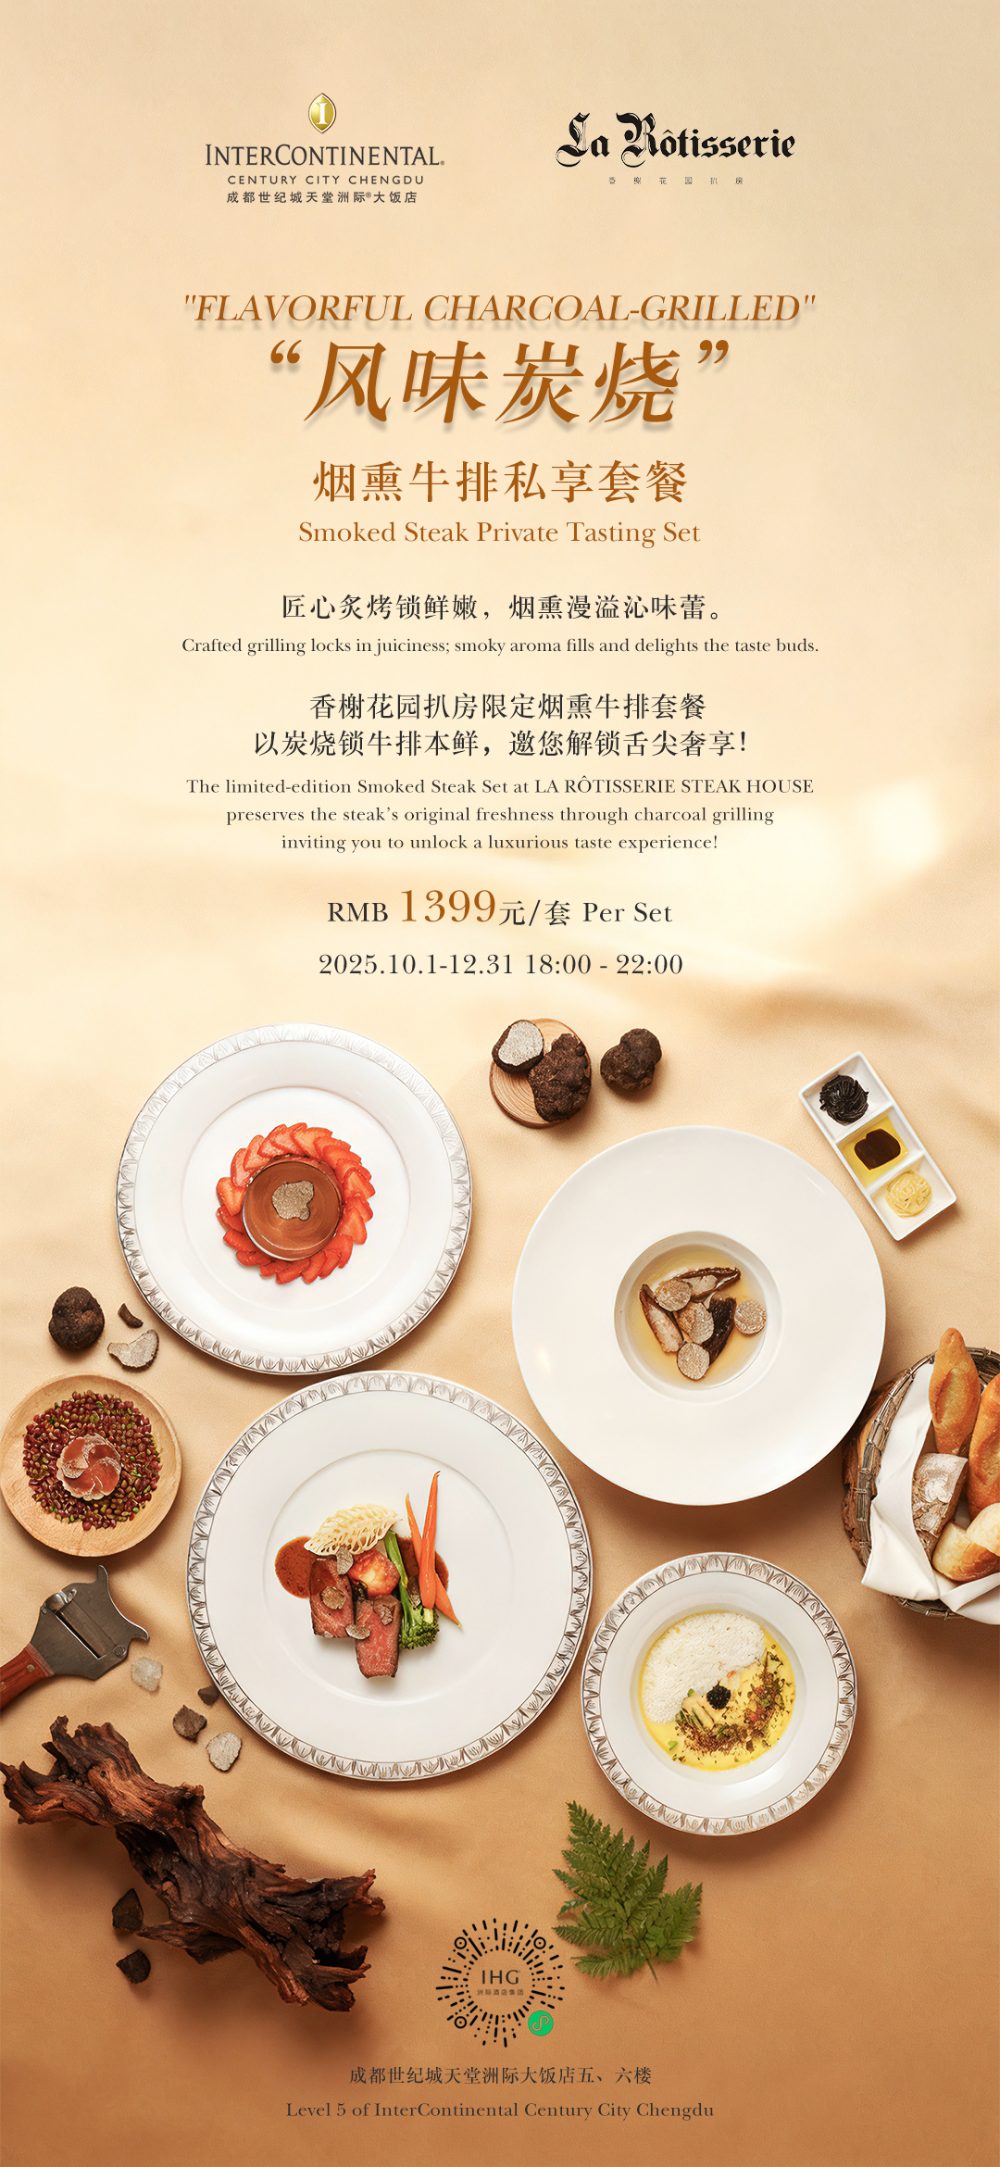 INTERCONTINENTAL®
CENTURY CITY CHENGDU
成都世纪城天堂洲际®大饭店
La Rôtisserie
香榭花园扒房
"FLAVORFUL CHARCOAL-GRILLED"
“风味炭烧”
烟熏牛排私享套餐
Smoked Steak Private Tasting Set
匠心炙烤锁鲜嫩，烟熏漫溢沁味蕾。
Crafted grilling locks in juiciness; smoky aroma fills and delights the taste buds.
香榭花园扒房限定烟熏牛排套餐
以炭烧锁牛排本鲜，邀您解锁舌尖奢享！
The limited-edition Smoked Steak Set at LA RÔTISSERIE STEAK HOUSE
preserves the steak’s original freshness through charcoal grilling
inviting you to unlock a luxurious taste experience!
RMB 1399元/套 Per Set
2025.10.1-12.31 18:00 - 22:00
IHG
洲际酒店集团
成都世纪城天堂洲际大饭店五、六楼
Level 5 of InterContinental Century City Chengdu